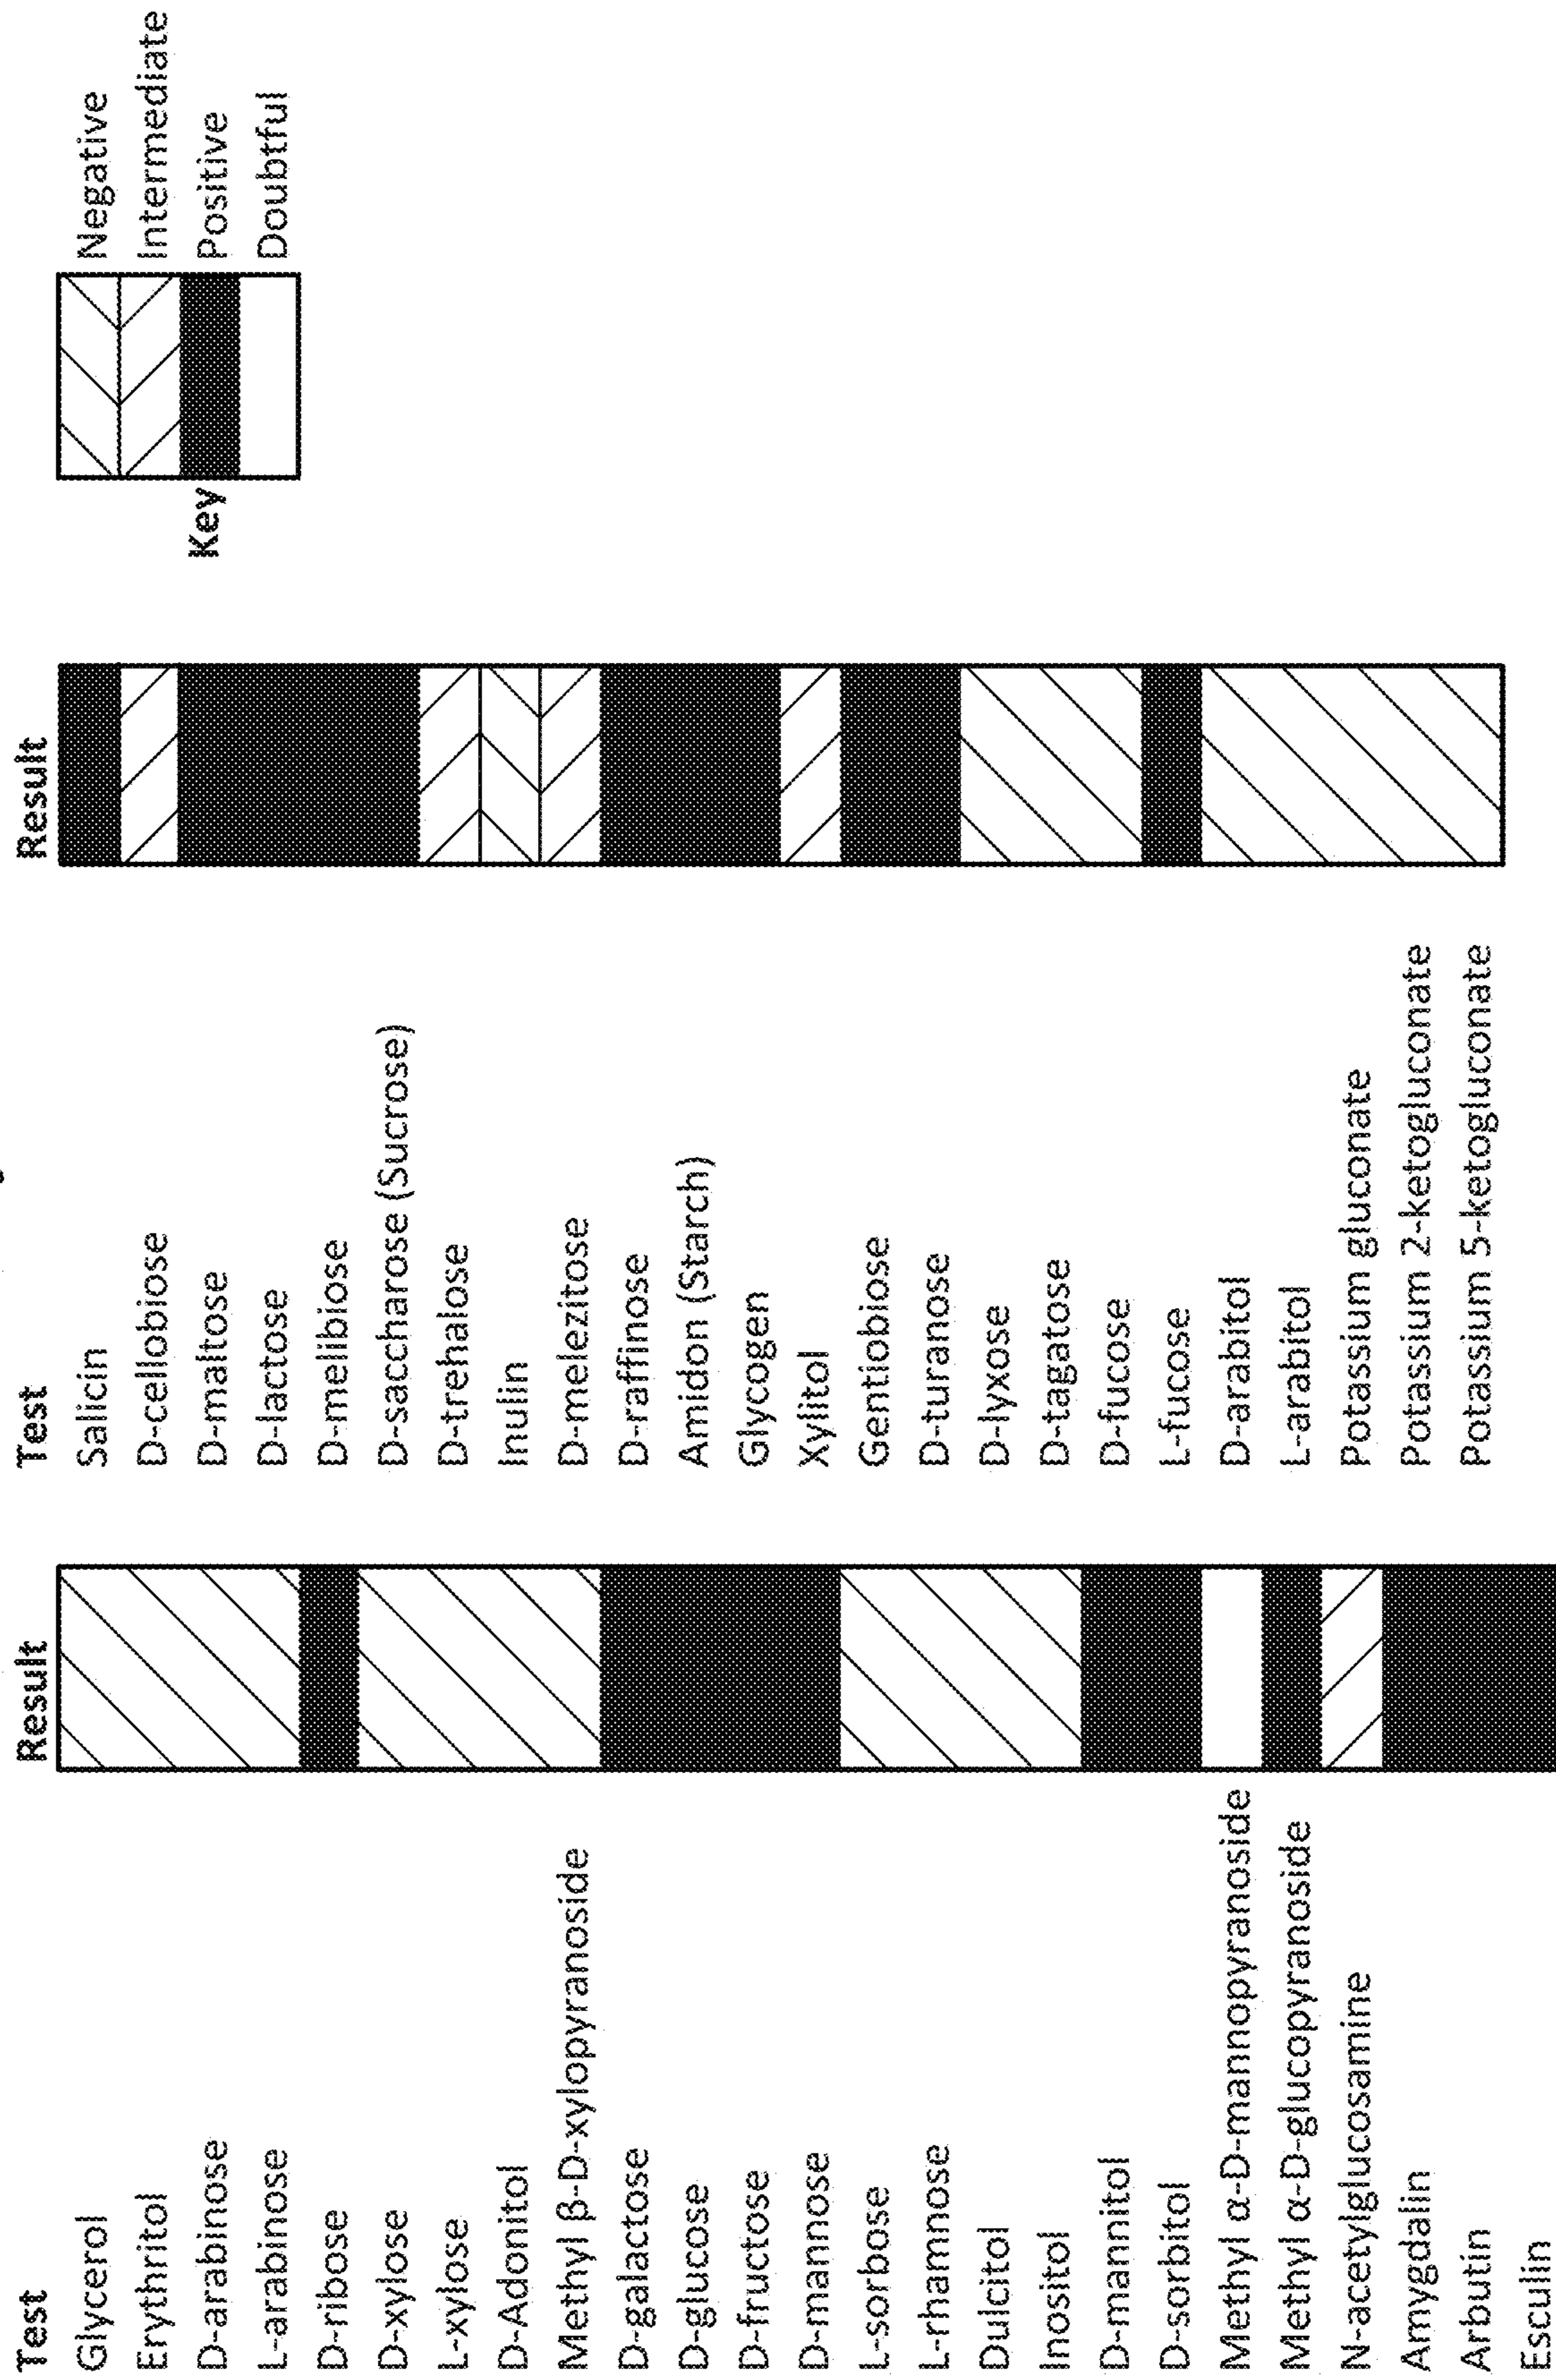 Test
Result
Glycerol
Erythritol
D-arabinose
L-arabinose
D-ribose
D-xylose
L-xylose
D-Adonitol
Methyl β-D-xylopyranoside
D-galactose
D-glucose
D-fructose
D-mannose
L-sorbose
L-rhamnose
Dulcitol
Inositol
D-mannitol
D-sorbitol
Methyl α-D-mannopyranoside
Methyl α-D-glucopyranoside
N-acetylglucosamine
Amygdalin
Arbutin
Esculin
Test
Result
Salicin
D-cellobiose
D-maltose
D-lactose
D-melibiose
D-saccharose (Sucrose)
D-trehalose
Inulin
D-melezitose
D-raffinose
Amidon (Starch)
Glycogen
Xylitol
Gentiobiose
D-turanose
D-lyxose
D-tagatose
D-fucose
L-fucose
D-arabitol
L-arabitol
Potassium gluconate
Potassium 2-ketogluconate
Potassium 5-ketogluconate
Key
Negative
Intermediate
Positive
Doubtful